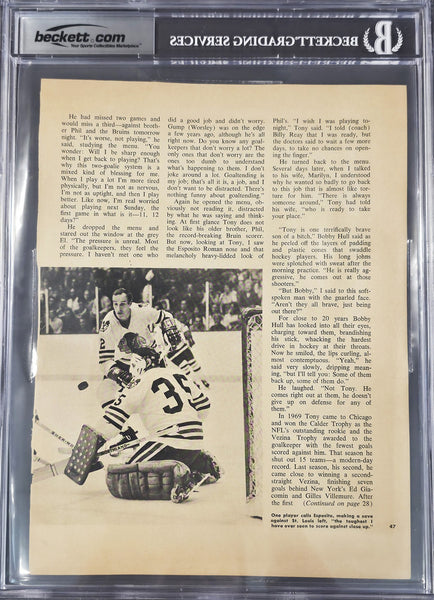 beckett.com
Your Sports Collectibles Marketplace
BECKETT GRADING SERVICES
B
He had missed two games and
would miss a third—against broth-
er Phil and the Bruins tomorrow
night. "It's worse, not playing," he
said, studying the menu. "You
wonder: Will I be sharp enough
when I get back to playing? That's
why this two-goalie system is a
mixed kind of blessing for me.
When I play a lot I'm more tired
physically, but I'm not as nervous.
I'm not as uptight, and then I play
better. Like now, I'm real worried
about playing next Sunday, the
first game in what is it—11, 12
days?"
He dropped the menu and
stared out the window at the grey
El. "The pressure is unreal. Most
of the goalkeepers, they feel the
pressure. I haven't met one who
did a good job and didn't worry.
Gump (Worsley) was on the edge
a few years ago, although he's all
right now. Do you know any goal-
keepers that don't worry a lot? The
only ones that don't worry are the
ones too dumb to understand
what's happening to them. I don't
joke around a lot. Goaltending is
a job, that's all it is, a job, and I
don't want to be distracted. There's
nothing funny about goaltending."
Again he opened the menu, ob-
viously not reading it, distracted
by what he was saying and think-
ing. At first glance Tony does not
look like his older brother, Phil,
the record-breaking Bruin scorer.
But now, looking at Tony, I saw
the Esposito Roman nose and that
melancholy heavy-lidded look of
Phil's. "I wish I was playing to-
night," Tony said. "I told (coach)
Billy Reay that I was ready, but
the doctors said to wait a few more
days, to take no chances on open-
ing the finger."
He turned back to the menu.
Several days later, when I talked
to his wife, Marilyn, I understood
why he wanted so badly to go back
to this job that is almost like tor-
ture for him. "There is always
someone around," Tony had told
his wife, "who is ready to take
your place."
"Tony is one terrifically brave
son of a bitch," Bobby Hull said as
he peeled off the layers of padding
and plastic cones that swaddle
hockey players. His long johns
were splotched with sweat after the
morning practice. "He is really ag-
gressive, he comes out at those
shooters."
"But Bobby," I said to this soft-
spoken man with the gnarled face.
"Aren't they all brave, just being
out there?"
For close to 20 years Bobby
Hull has looked into all their eyes,
charging toward them, brandishing
his stick, whacking the hardest
drive in hockey at their throats.
Now he smiled, the lips curling, al-
most contemptuous. "Yeah," he
said very slowly, dripping mean-
ing, "but I'll tell you: Some of them
back up, some of them do."
He laughed. "Not Tony. He
comes right out at them, he doesn't
give up on defense for any of
them."
In 1969 Tony came to Chicago
and won the Calder Trophy as the
NFL's outstanding rookie and the
Vezina Trophy awarded to the
goalkeeper with the fewest goals
scored against him. That season he
shut out 15 teams—a modern-day
record. Last season, his second, he
came close to winning a second-
straight Vezina, finishing seven
goals behind New York's Ed Gia-
comin and Gilles Villemure. After
the first (Continued on page 28)
2
35
One player calls Esposito, making a save
against St. Louis left, "the toughest I
have ever seen to score against close up."
47